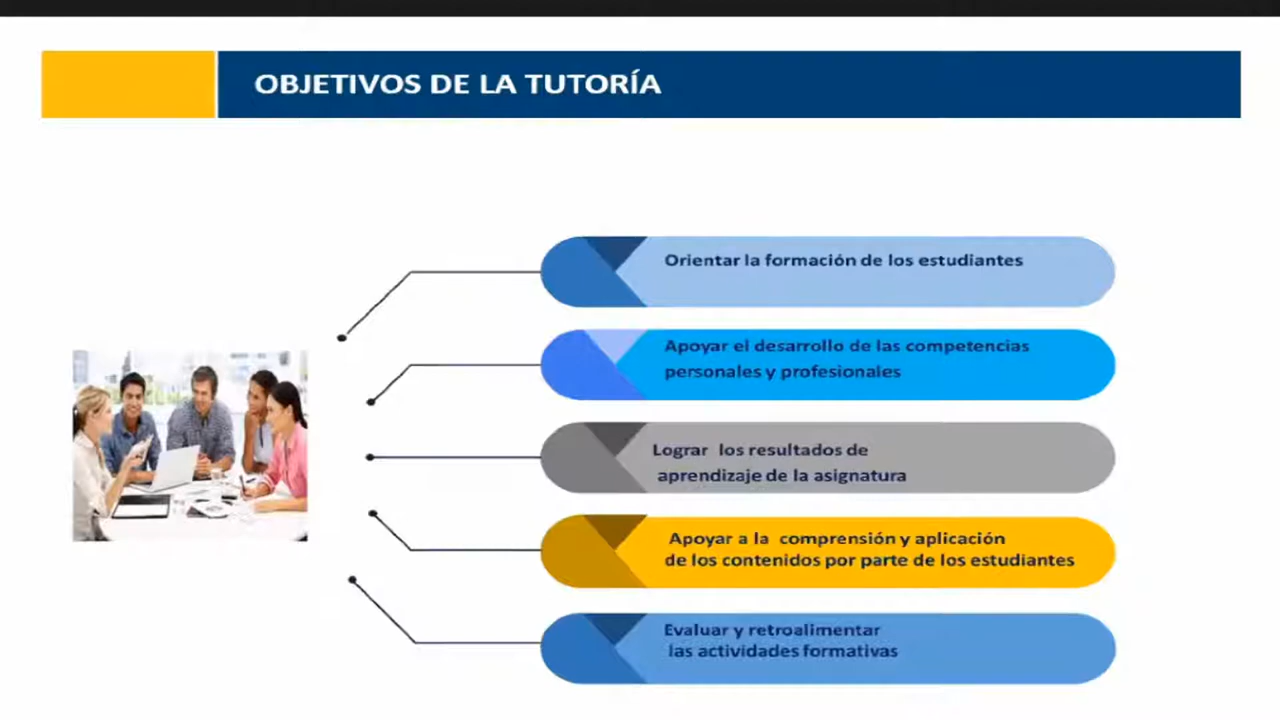 OBJETIVOS DE LA TUTORÍA
Orientar la formación de los estudiantes
Apoyar el desarrollo de las competencias
personales y profesionales
Lograr los resultados de
aprendizaje de la asignatura
Apoyar a la comprensión y aplicación
de los contenidos por parte de los estudiantes
Evaluar y retroalimentar
las actividades formativas